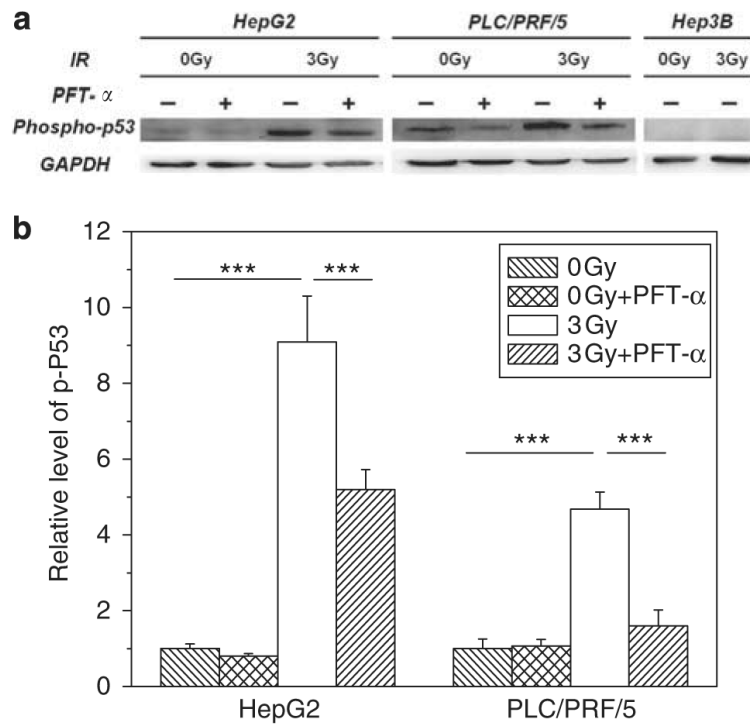 a
HepG2 PLC/PRF/5 Hep3B
IR 0Gy 3Gy 0Gy 3Gy 0Gy 3Gy
PFT-α − + − + − + − + − −
Phospho-p53
GAPDH
b
12
10
8
6
4
2
0
Relative level of p-P53
*** ***
*** ***
0Gy
0Gy+PFT-α
3Gy
3Gy+PFT-α
HepG2 PLC/PRF/5